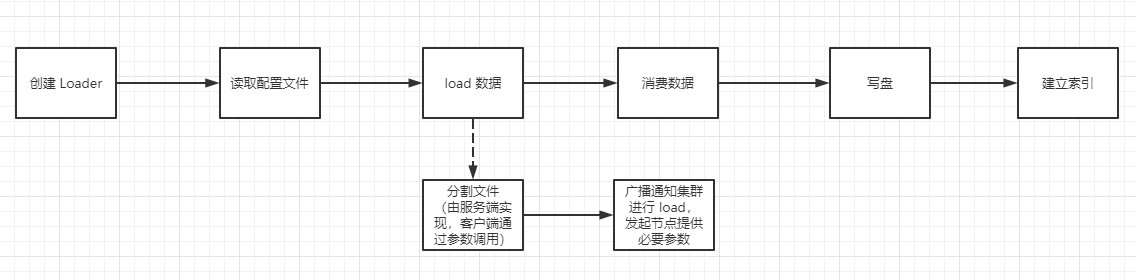 创建 Loader
读取配置文件
load 数据
消费数据
写盘
建立索引
分割文件
（由服务端实
现，客户端通
过参数调用）
广播通知集群
进行 load，
发起节点提供
必要参数